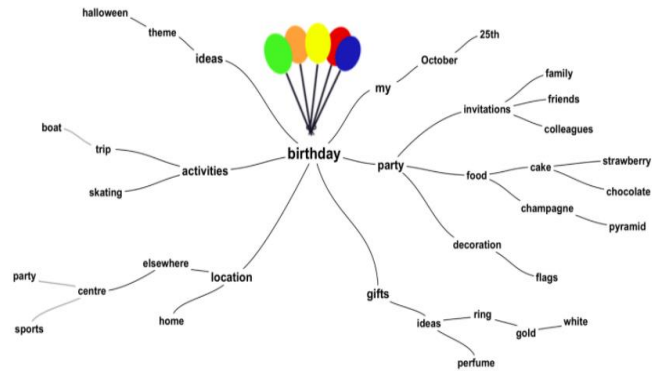 halloween
theme
ideas
25th
October
my
family
invitations
friends
colleagues
boat
trip
activities
skating
birthday
party
food
cake
strawberry
chocolate
champagne
pyramid
decoration
flags
elsewhere
location
party
centre
sports
home
gifts
ideas
ring
gold
white
perfume